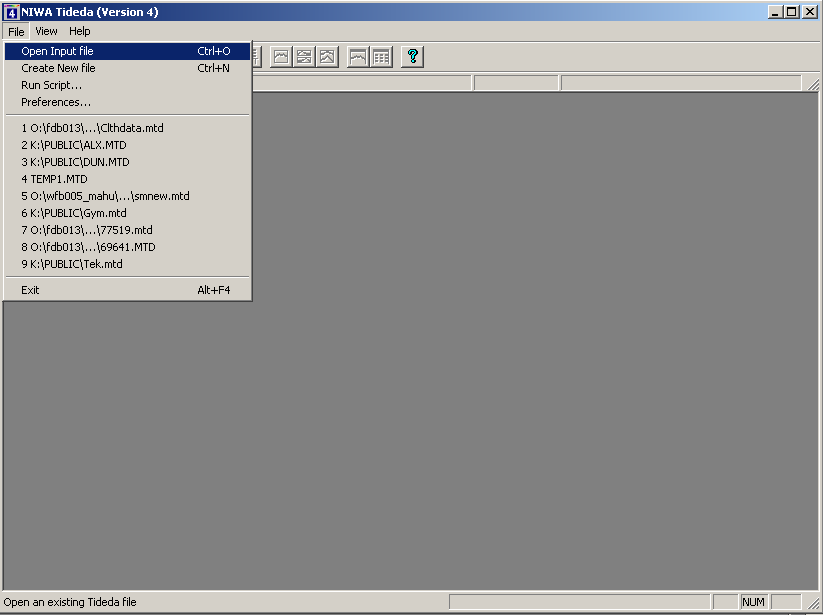 4 NIWA Tideda (Version 4)
File View Help
Open Input file Ctrl+O
Create New file Ctrl+N
Run Script...
Preferences...
1 O:\fdb013\...\Clthdata.mtd
2 K:\PUBLIC\ALX.MTD
3 K:\PUBLIC\DUN.MTD
4 TEMP1.MTD
5 O:\wfb005_mahu\...\smnew.mtd
6 K:\PUBLIC\Gym.mtd
7 O:\fdb013\...\77519.mtd
8 O:\fdb013\...\69641.MTD
9 K:\PUBLIC\Tek.mtd
Exit Alt+F4
?
Open an existing Tideda file NUM